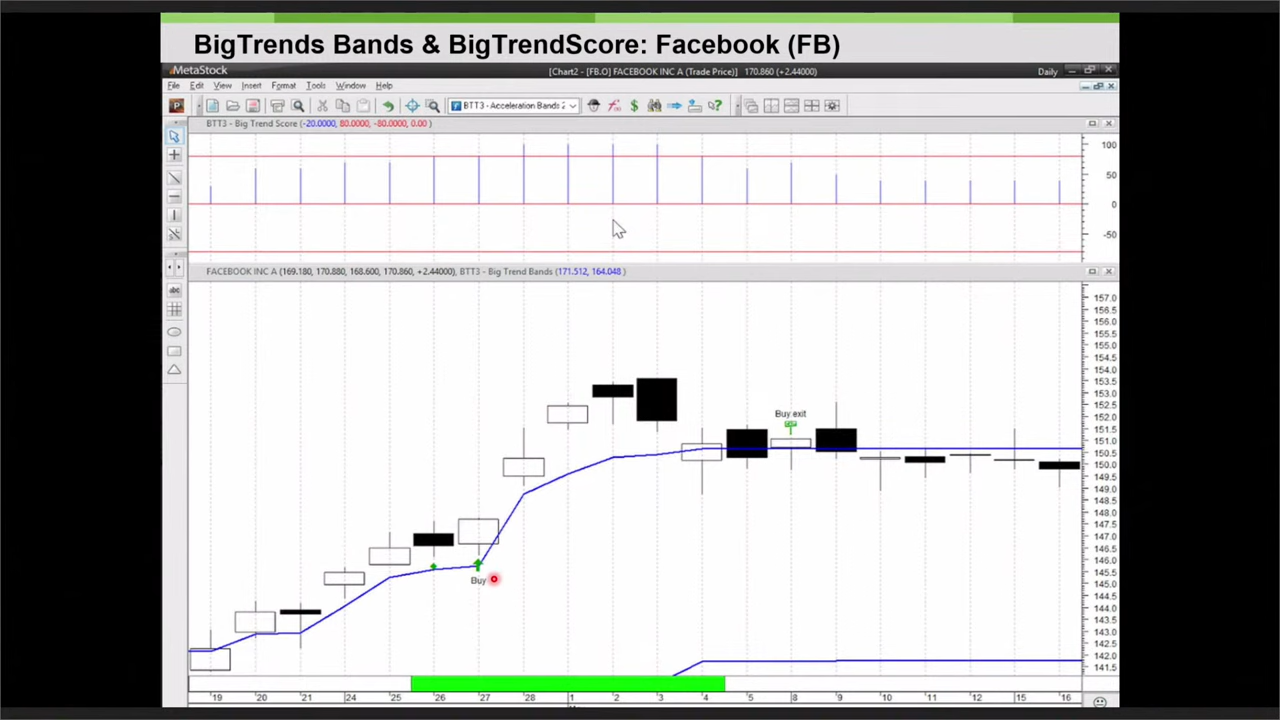 BigTrends Bands & BigTrendScore: Facebook (FB)
MetaStock
[Chart2 - [FB.O] FACEBOOK INC A (Trade Price)] 170.860 (+2.44000)
Daily
File Edit View Insert Format Tools Window Help
P
BTT3 - Acceleration Bands 2
BTT3 - Big Trend Score (-20.0000, 80.0000, -80.0000, 0.00 )
100
50
0
-50
FACEBOOK INC A (169.180, 170.880, 168.600, 170.860, +2.44000), BTT3 - Big Trend Bands (171.512, 164.048 )
abc
157.0
156.5
156.0
155.5
155.0
154.5
154.0
153.5
153.0
152.5
152.0
151.5
151.0
150.5
150.0
149.5
149.0
148.5
148.0
147.5
147.0
146.5
146.0
145.5
145.0
144.5
144.0
143.5
143.0
142.5
142.0
141.5
Buy exit
Buy
19 20 21 24 25 26 27 28 1 2 3 4 5 8 9 10 11 12 15 16